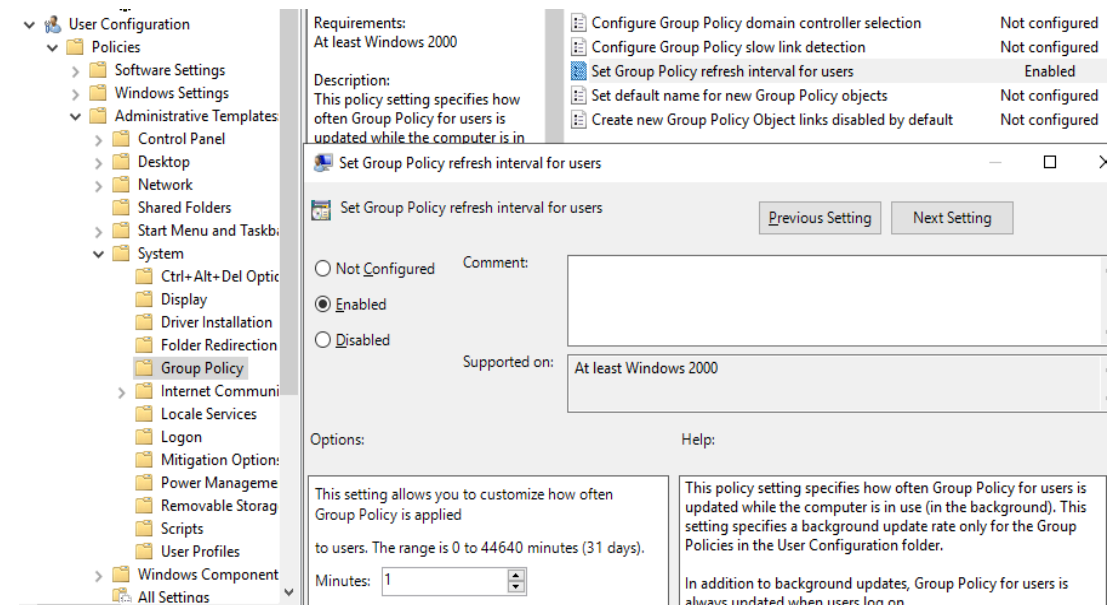 User Configuration
Policies
Software Settings
Windows Settings
Administrative Templates:
Control Panel
Desktop
Network
Shared Folders
Start Menu and Taskba
System
Ctrl+Alt+Del Optic
Display
Driver Installation
Folder Redirection
Group Policy
Internet Communi
Locale Services
Logon
Mitigation Options
Power Manageme
Removable Storag
Scripts
User Profiles
Windows Component
All Settings
Requirements:
At least Windows 2000
Description:
This policy setting specifies how
often Group Policy for users is
updated while the computer is in
Configure Group Policy domain controller selection Not configured
Configure Group Policy slow link detection Not configured
Set Group Policy refresh interval for users Enabled
Set default name for new Group Policy objects Not configured
Create new Group Policy Object links disabled by default Not configured
Set Group Policy refresh interval for users
Set Group Policy refresh interval for users
Previous Setting Next Setting
Not Configured
Enabled
Disabled
Comment:
Supported on: At least Windows 2000
Options:
This setting allows you to customize how often
Group Policy is applied
to users. The range is 0 to 44640 minutes (31 days).
Minutes: 1
Help:
This policy setting specifies how often Group Policy for users is
updated while the computer is in use (in the background). This
setting specifies a background update rate only for the Group
Policies in the User Configuration folder.
In addition to background updates, Group Policy for users is
always updated when users log on.